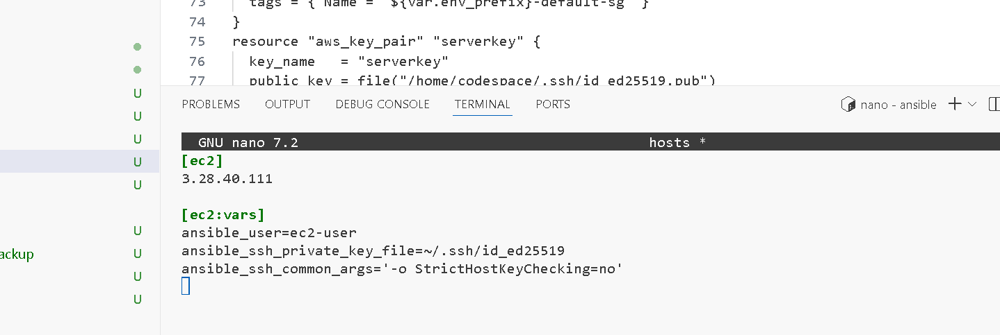 73 tags = { Name = "${var.env_prefix}-default-sg" }
74 }
75 resource "aws_key_pair" "serverkey" {
76 key_name   = "serverkey"
77 public_key = file("/home/codespace/.ssh/id_ed25519.pub")
PROBLEMS OUTPUT DEBUG CONSOLE TERMINAL PORTS nano - ansible
GNU nano 7.2 hosts *
[ec2]
3.28.40.111
[ec2:vars]
ansible_user=ec2-user
ansible_ssh_private_key_file=~/.ssh/id_ed25519
ansible_ssh_common_args='-o StrictHostKeyChecking=no'
U
U
U
U
U
U
ackup U
U
U